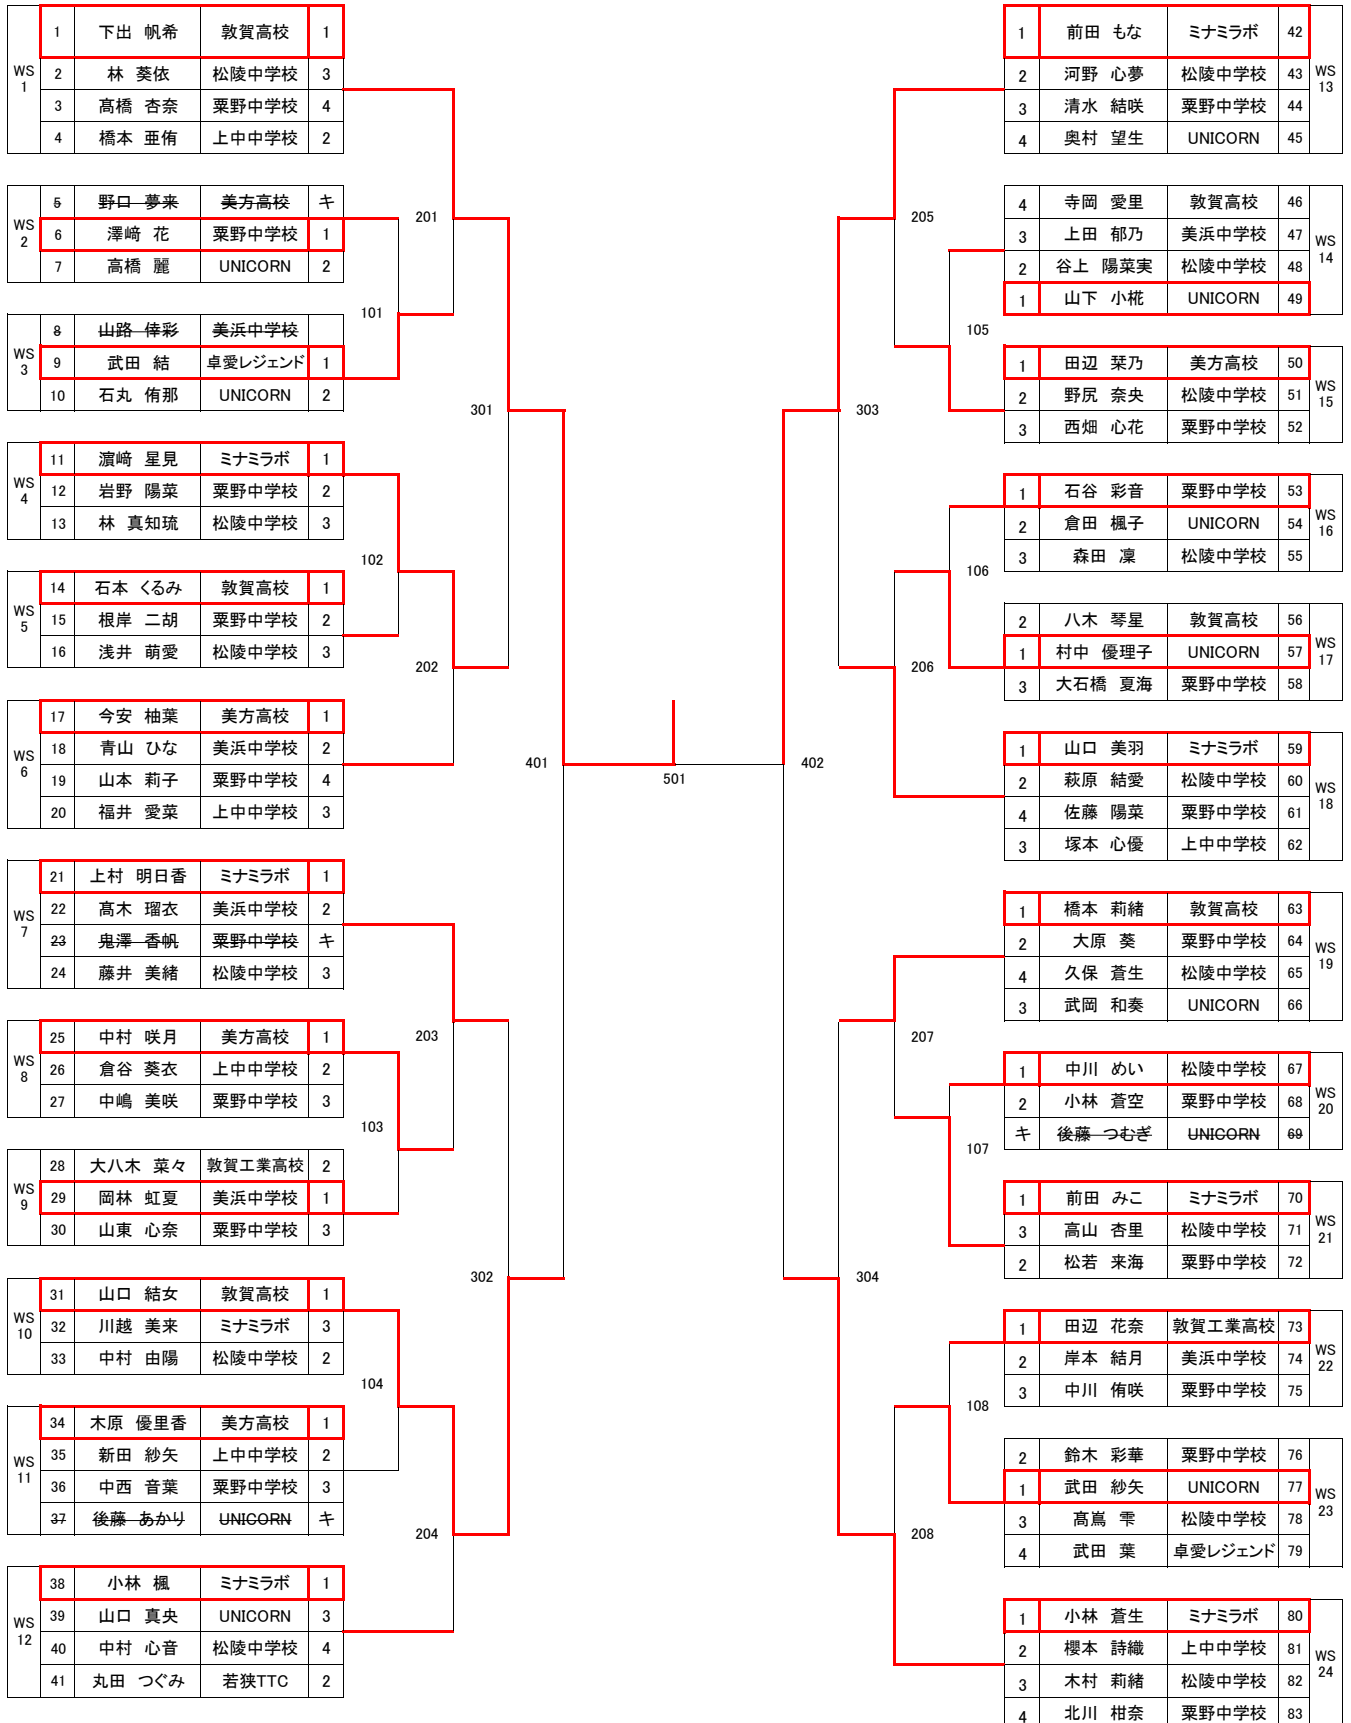 WS 1
1 下出 帆希 敦賀高校 1
2 林 葵依 松陵中学校 3
3 髙橋 杏奈 粟野中学校 4
4 橋本 亜侑 上中中学校 2
WS 2
5 野口 夢来 美方高校 キ
6 澤﨑 花 粟野中学校 1
7 高橋 麗 UNICORN 2
WS 3
8 山路 倖彩 美浜中学校
9 武田 結 卓愛レジェンド 1
10 石丸 侑那 UNICORN 2
WS 4
11 濵﨑 星見 ミナミラボ 1
12 岩野 陽菜 粟野中学校 2
13 林 真知琉 松陵中学校 3
WS 5
14 石本 くるみ 敦賀高校 1
15 根岸 二胡 粟野中学校 2
16 浅井 萌愛 松陵中学校 3
WS 6
17 今安 柚葉 美方高校 1
18 青山 ひな 美浜中学校 2
19 山本 莉子 粟野中学校 4
20 福井 愛菜 上中中学校 3
WS 7
21 上村 明日香 ミナミラボ 1
22 髙木 瑠衣 美浜中学校 2
23 鬼澤 香帆 粟野中学校 キ
24 藤井 美緒 松陵中学校 3
WS 8
25 中村 咲月 美方高校 1
26 倉谷 葵衣 上中中学校 2
27 中嶋 美咲 粟野中学校 3
WS 9
28 大八木 菜々 敦賀工業高校 2
29 岡林 虹夏 美浜中学校 1
30 山東 心奈 粟野中学校 3
WS 10
31 山口 結女 敦賀高校 1
32 川越 美来 ミナミラボ 3
33 中村 由陽 松陵中学校 2
WS 11
34 木原 優里香 美方高校 1
35 新田 紗矢 上中中学校 2
36 中西 音葉 粟野中学校 3
37 後藤 あかり UNICORN キ
WS 12
38 小林 楓 ミナミラボ 1
39 山口 真央 UNICORN 3
40 中村 心音 松陵中学校 4
41 丸田 つぐみ 若狭TTC 2
101
102
103
104
201
202
203
204
301
302
401
501
402
303
304
205
206
207
208
105
106
107
108
1 前田 もな ミナミラボ 42
2 河野 心夢 松陵中学校 43
3 清水 結咲 粟野中学校 44
4 奥村 望生 UNICORN 45
WS 13
4 寺岡 愛里 敦賀高校 46
3 上田 郁乃 美浜中学校 47
2 谷上 陽菜実 松陵中学校 48
1 山下 小椛 UNICORN 49
WS 14
1 田辺 栞乃 美方高校 50
2 野尻 奈央 松陵中学校 51
3 西畑 心花 粟野中学校 52
WS 15
1 石谷 彩音 粟野中学校 53
2 倉田 楓子 UNICORN 54
3 森田 凜 松陵中学校 55
WS 16
2 八木 琴星 敦賀高校 56
1 村中 優理子 UNICORN 57
3 大石橋 夏海 粟野中学校 58
WS 17
1 山口 美羽 ミナミラボ 59
2 萩原 結愛 松陵中学校 60
4 佐藤 陽菜 粟野中学校 61
3 塚本 心優 上中中学校 62
WS 18
1 橋本 莉緒 敦賀高校 63
2 大原 葵 粟野中学校 64
4 久保 蒼生 松陵中学校 65
3 武岡 和奏 UNICORN 66
WS 19
1 中川 めい 松陵中学校 67
2 小林 蒼空 粟野中学校 68
キ 後藤 つむぎ UNICORN 69
WS 20
1 前田 みこ ミナミラボ 70
3 高山 杏里 松陵中学校 71
2 松若 来海 粟野中学校 72
WS 21
1 田辺 花奈 敦賀工業高校 73
2 岸本 結月 美浜中学校 74
3 中川 侑咲 粟野中学校 75
WS 22
2 鈴木 彩華 粟野中学校 76
1 武田 紗矢 UNICORN 77
3 髙嶌 雫 松陵中学校 78
4 武田 葉 卓愛レジェンド 79
WS 23
1 小林 蒼生 ミナミラボ 80
2 櫻本 詩織 上中中学校 81
3 木村 莉緒 松陵中学校 82
4 北川 柑奈 粟野中学校 83
WS 24